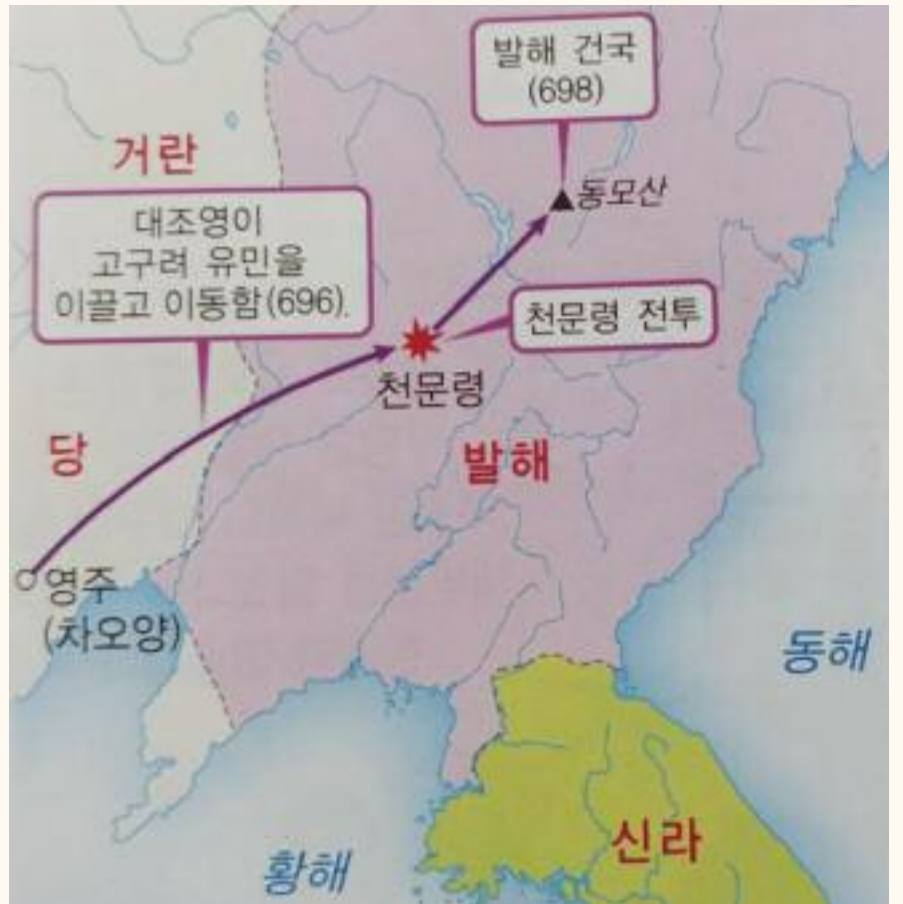 발해 건국
(698)
거란
동모산
대조영이
고구려 유민을
이끌고 이동함(696).
천문령 전투
천문령
당
발해
영주
(차오양)
동해
신라
황해